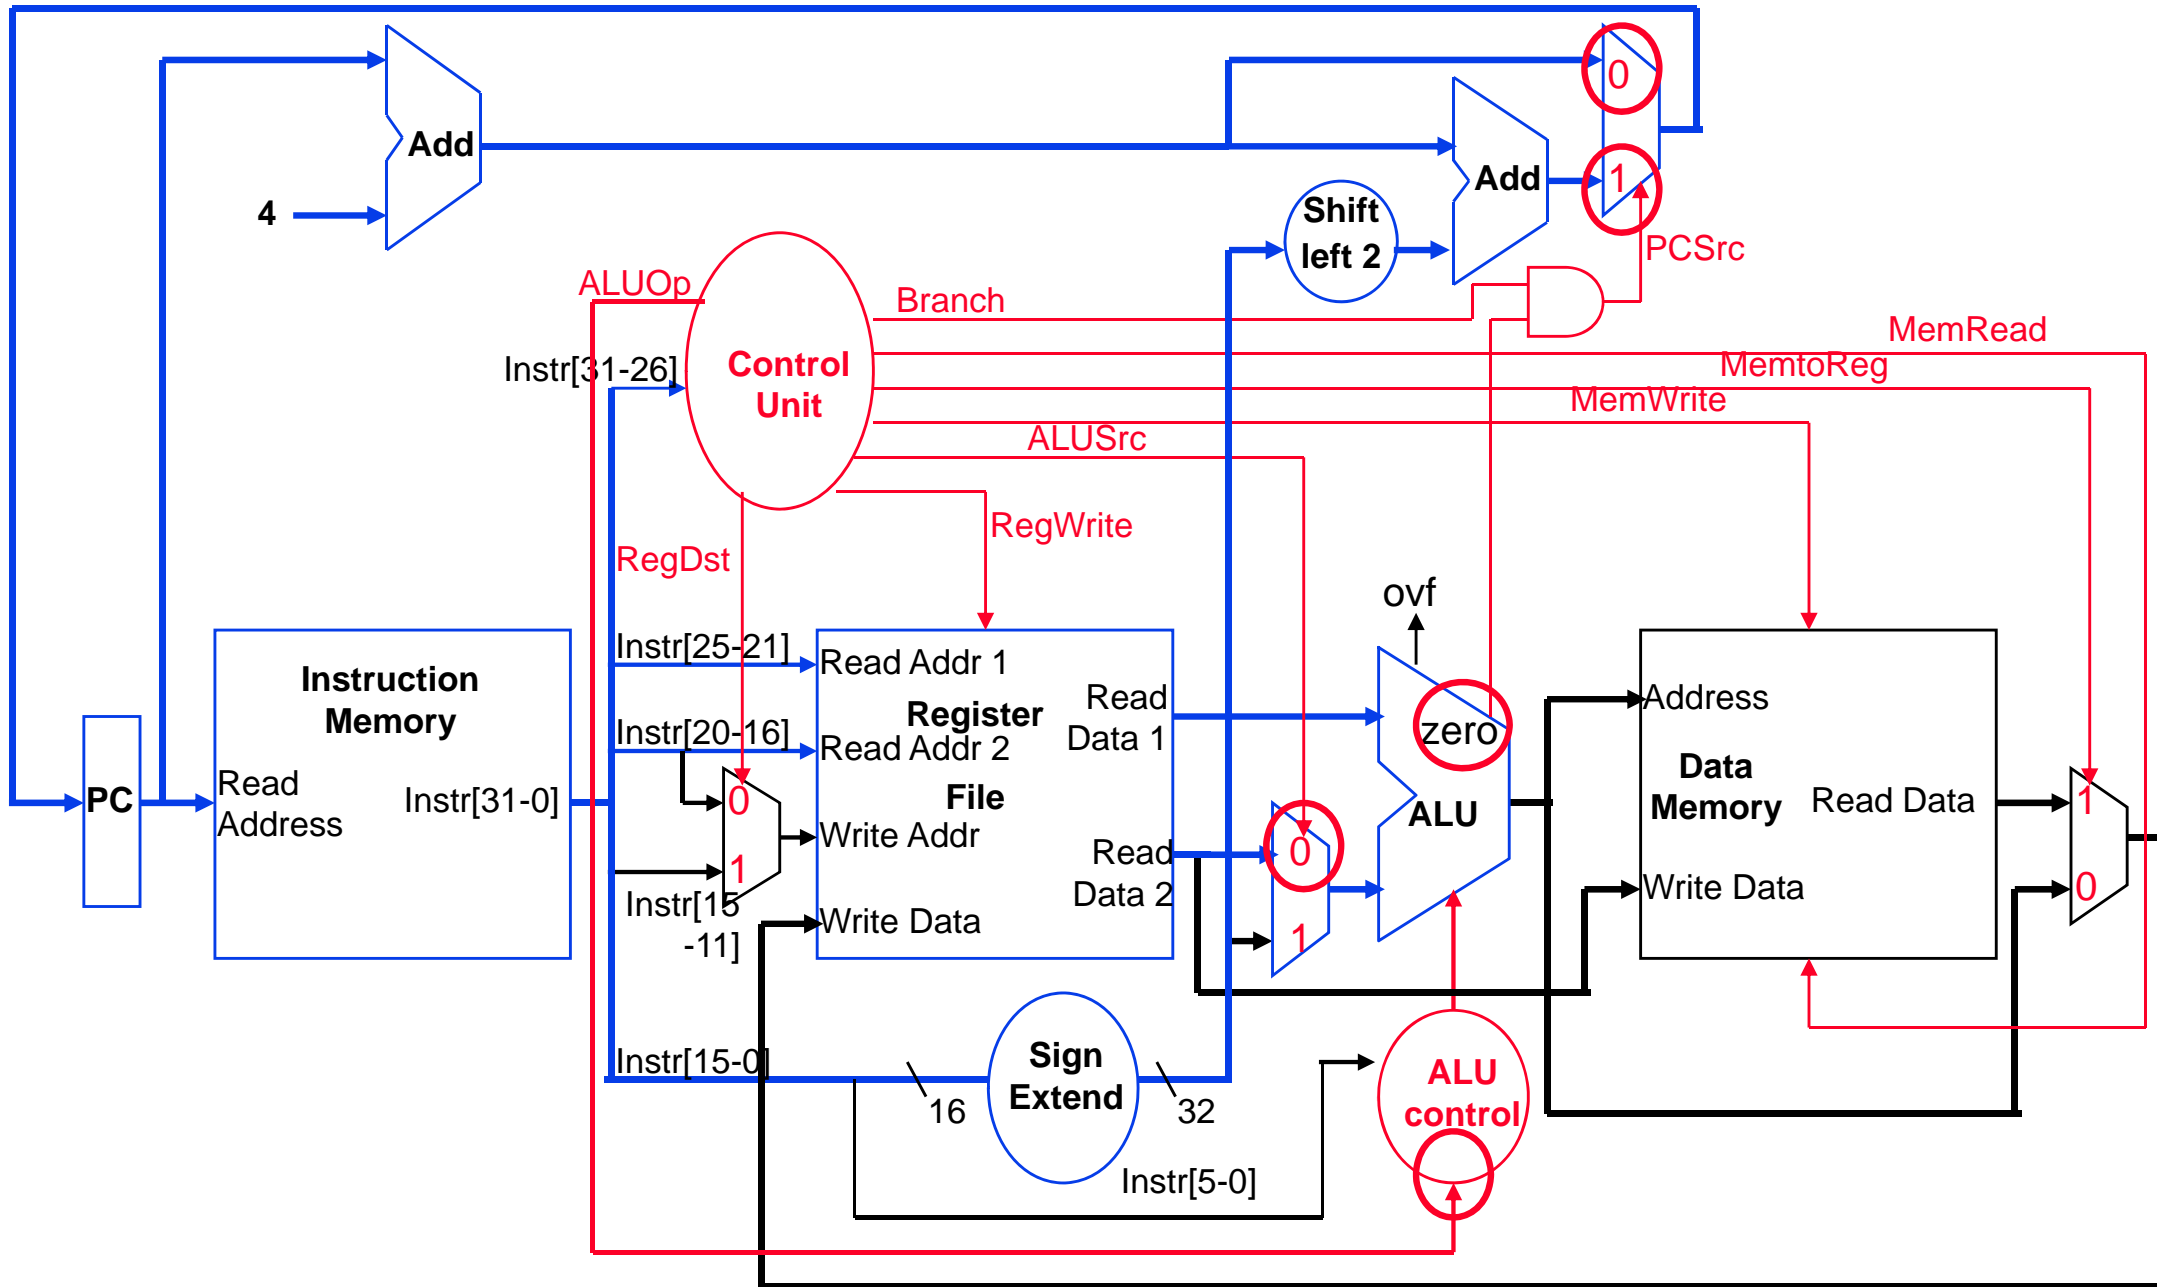 0
Add
Add
1
4
Shift
left 2
PCSrc
ALUOp
Branch
MemRead
Instr[31-26]
Control
Unit
MemtoReg
MemWrite
ALUSrc
RegWrite
RegDst
ovf
Instr[25-21]
Read Addr 1
Instruction
Memory
Register
Read
Data 1
zero
Address
Instr[20-16]
Read Addr 2
Data
Memory
PC
Read
Address
Instr[31-0]
0
File
ALU
Read Data
1
Write Addr
Read
Data 2
0
1
Write Data
0
Instr[15
-11]
Write Data
1
Instr[15-0]
Sign
Extend
16
32
ALU
control
Instr[5-0]